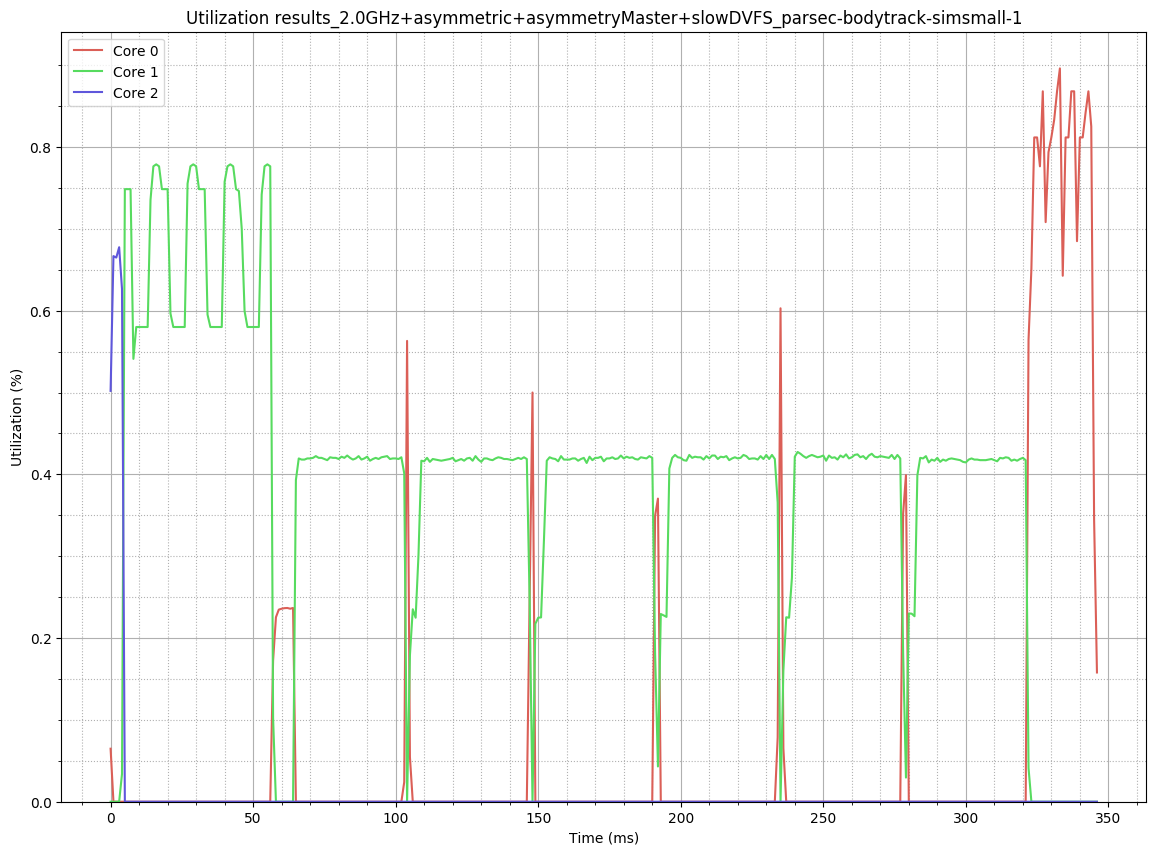 Utilization results_2.0GHz+asymmetric+asymmetryMaster+slowDVFS_parsec-bodytrack-simsmall-1
Core 0
Core 1
Core 2
Utilization (%)
0.8
0.6
0.4
0.2
0.0
0 50 100 150 200 250 300 350
Time (ms)